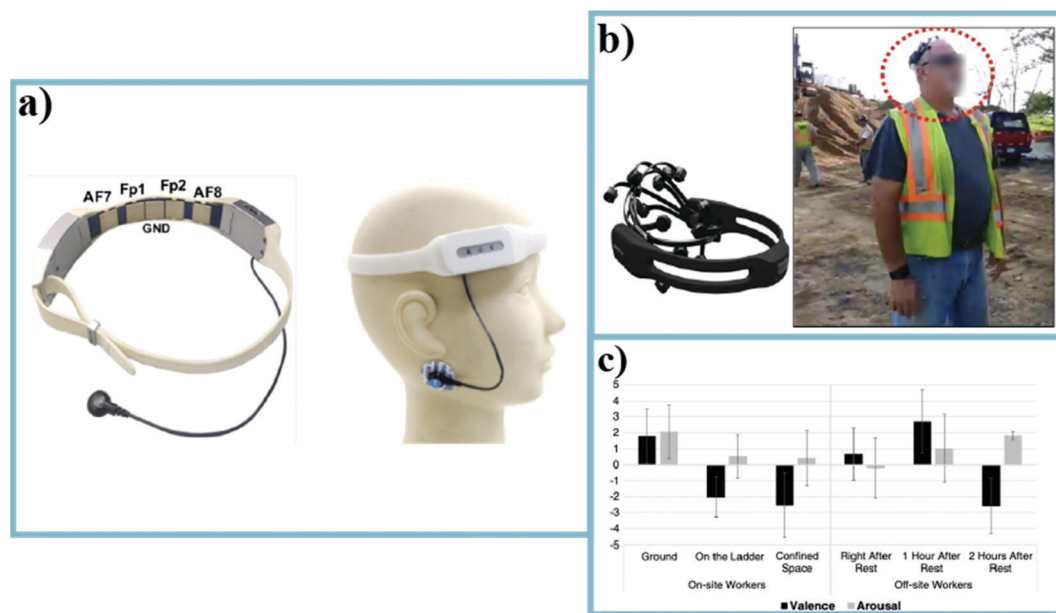 a)
AF7 Fp1 Fp2 AF8
GND
b)
c)
5
4
3
2
1
0
-1
-2
-3
-4
-5
Ground On the Ladder Confined Space Right After Rest 1 Hour After Rest 2 Hours After Rest
On-site Workers Off-site Workers
Valence Arousal